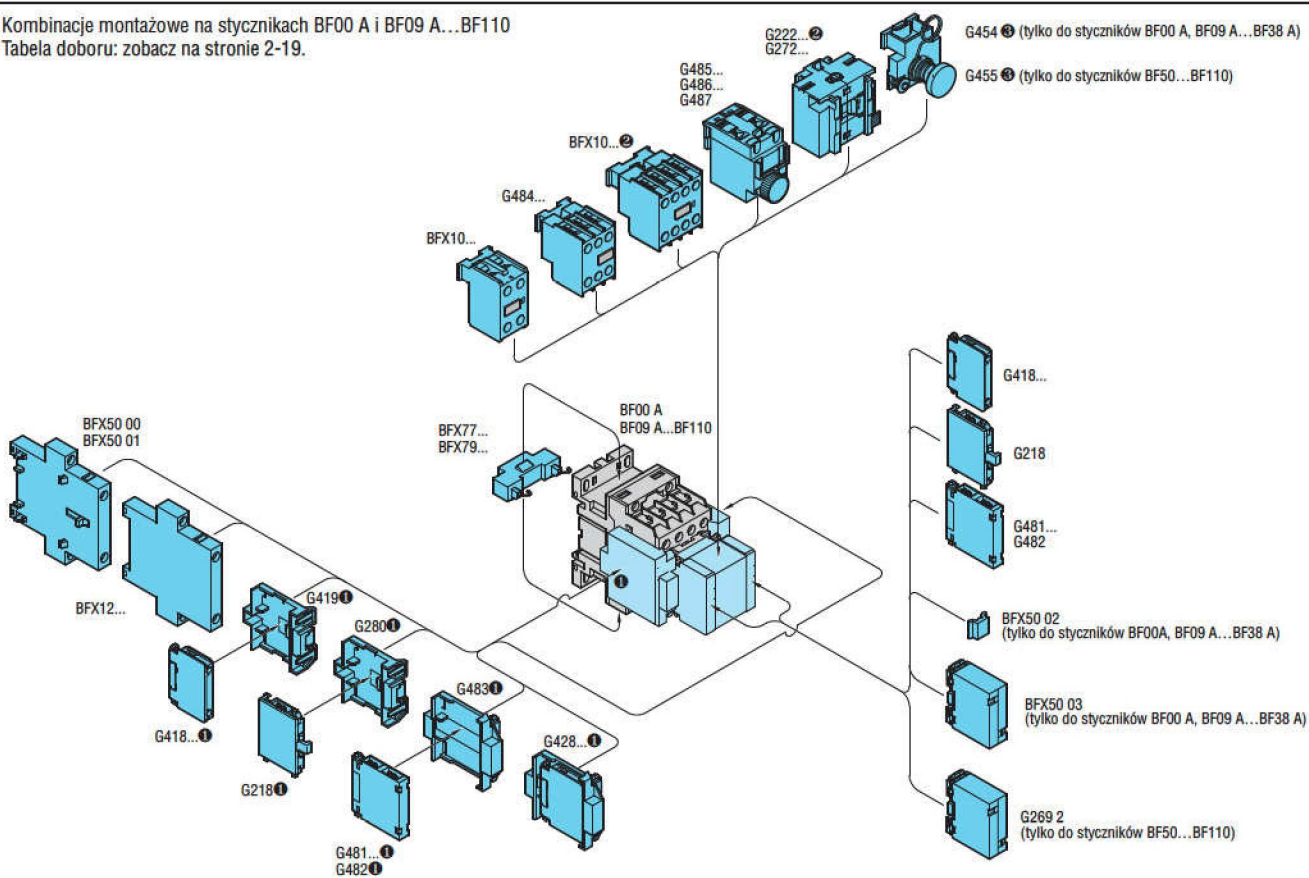 Kombinacje montażowe na stycznikach BF00 A i BF09 A...BF110
Tabela doboru: zobacz na stronie 2-19.
G454 ❸ (tylko do styczników BF00 A, BF09 A...BF38 A)
G455 ❸ (tylko do styczników BF50...BF110)
G222...❷
G272...
G485...
G486...
G487
BFX10...❷
G484...
BFX10...
BFX77...
BFX79...
BF00 A
BF09 A...BF110
❶
BFX50 00
BFX50 01
BFX12...
G419❶
G280❶
G483❶
G428...❶
G418...❶
G218❶
G481...❶
G482❶
G418...
G218
G481...
G482
BFX50 02
(tylko do styczników BF00A, BF09 A...BF38 A)
BFX50 03
(tylko do styczników BF00 A, BF09 A...BF38 A)
G269 2
(tylko do styczników BF50...BF110)